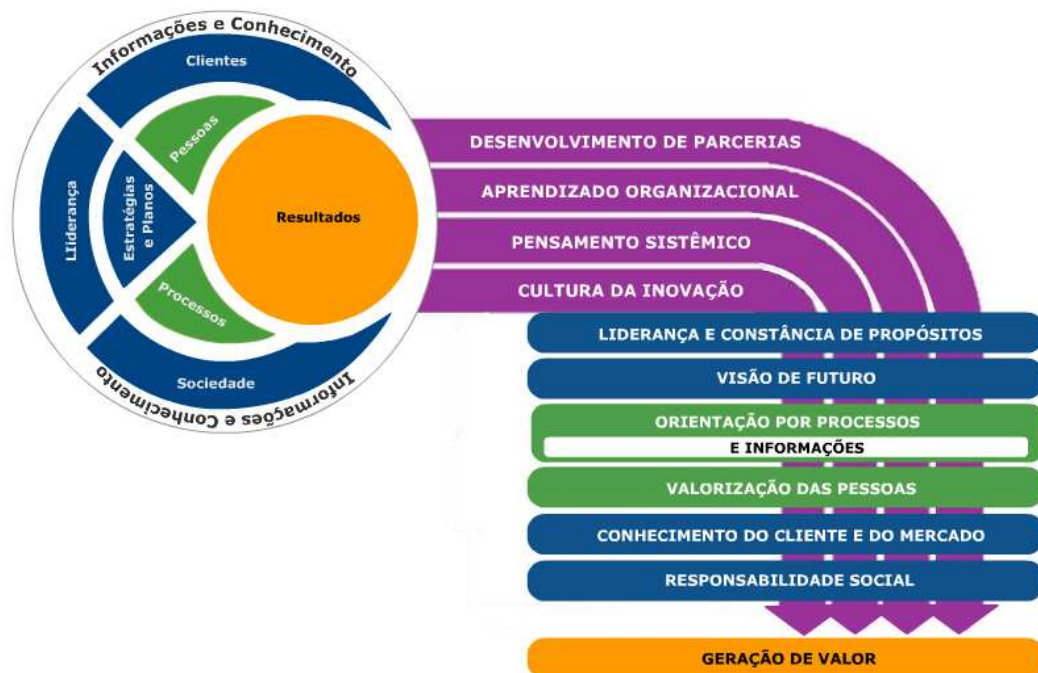 Informações e Conhecimento
Clientes
Pessoas
LIiderança
Estratégias
e Planos
Resultados
Processos
Sociedade
Informações e Conhecimento
DESENVOLVIMENTO DE PARCERIAS
APRENDIZADO ORGANIZACIONAL
PENSAMENTO SISTÊMICO
CULTURA DA INOVAÇÃO
LIDERANÇA E CONSTÂNCIA DE PROPÓSITOS
VISÃO DE FUTURO
ORIENTAÇÃO POR PROCESSOS
E INFORMAÇÕES
VALORIZAÇÃO DAS PESSOAS
CONHECIMENTO DO CLIENTE E DO MERCADO
RESPONSABILIDADE SOCIAL
GERAÇÃO DE VALOR